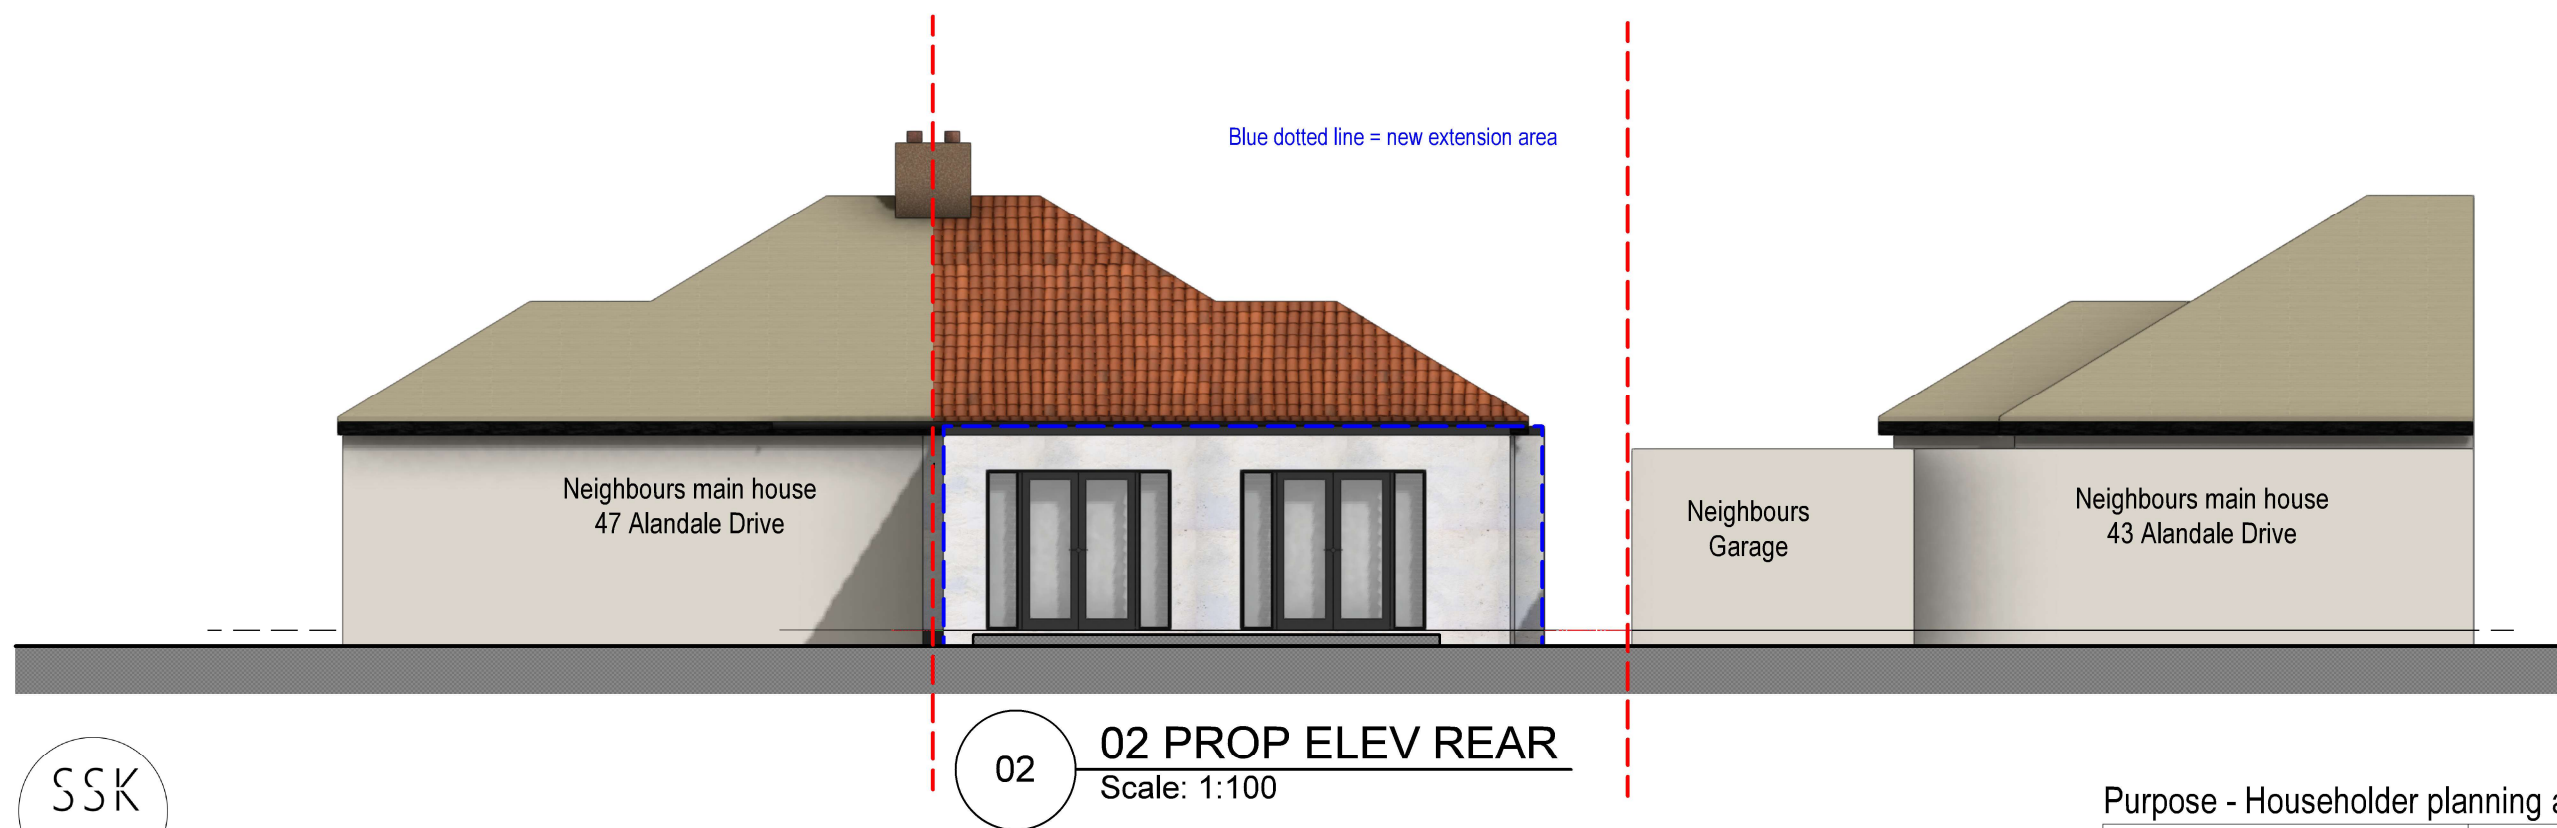 Blue dotted line = new extension area
Neighbours main house
47 Alandale Drive
Neighbours
Garage
Neighbours main house
43 Alandale Drive
02
02 PROP ELEV REAR
Scale: 1:100
SSK
Purpose - Householder planning